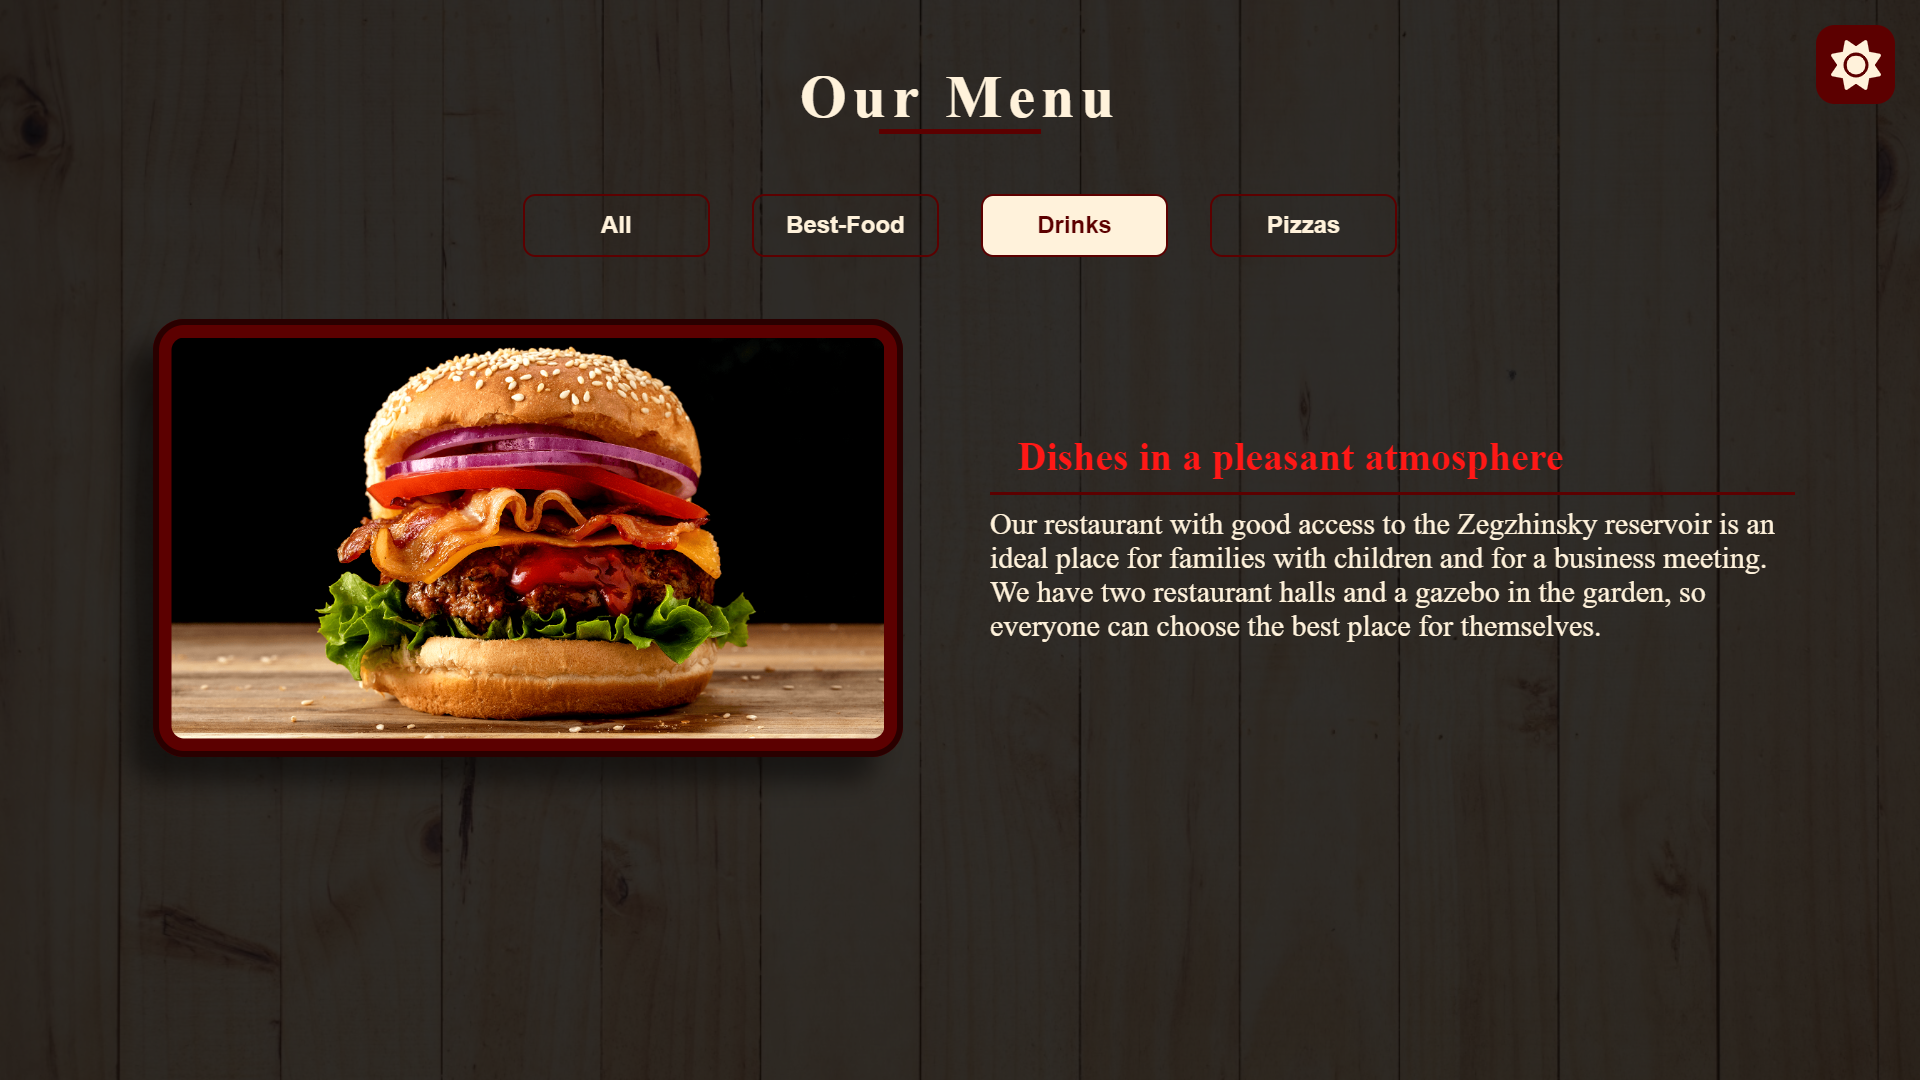 Our Menu
All
Best-Food
Drinks
Pizzas
Dishes in a pleasant atmosphere
Our restaurant with good access to the Zegzhinsky reservoir is an
ideal place for families with children and for a business meeting.
We have two restaurant halls and a gazebo in the garden, so
everyone can choose the best place for themselves.